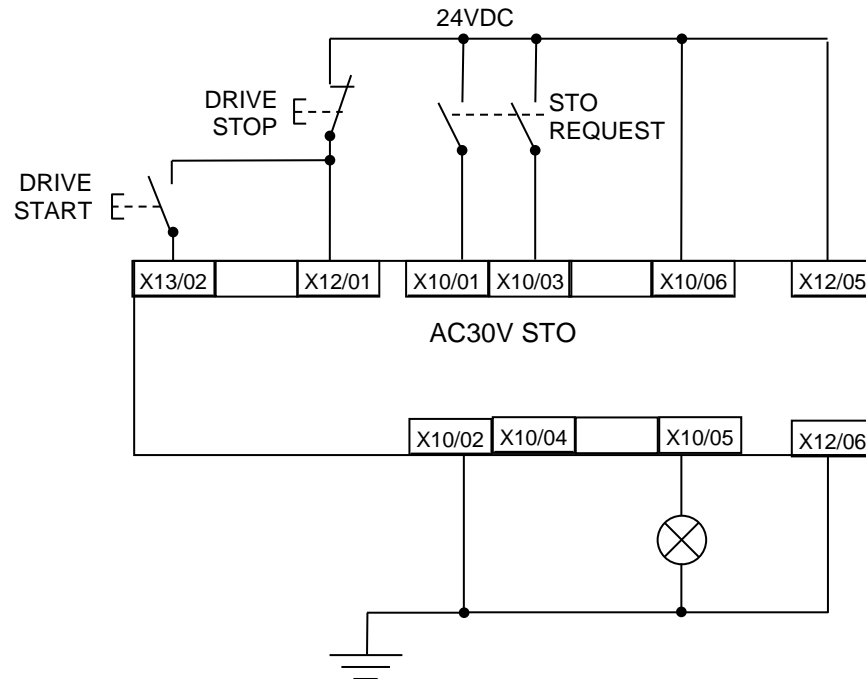 24VDC
DRIVE
STOP
STO
REQUEST
DRIVE
START
X13/02
X12/01
X10/01
X10/03
X10/06
X12/05
AC30V STO
X10/02
X10/04
X10/05
X12/06